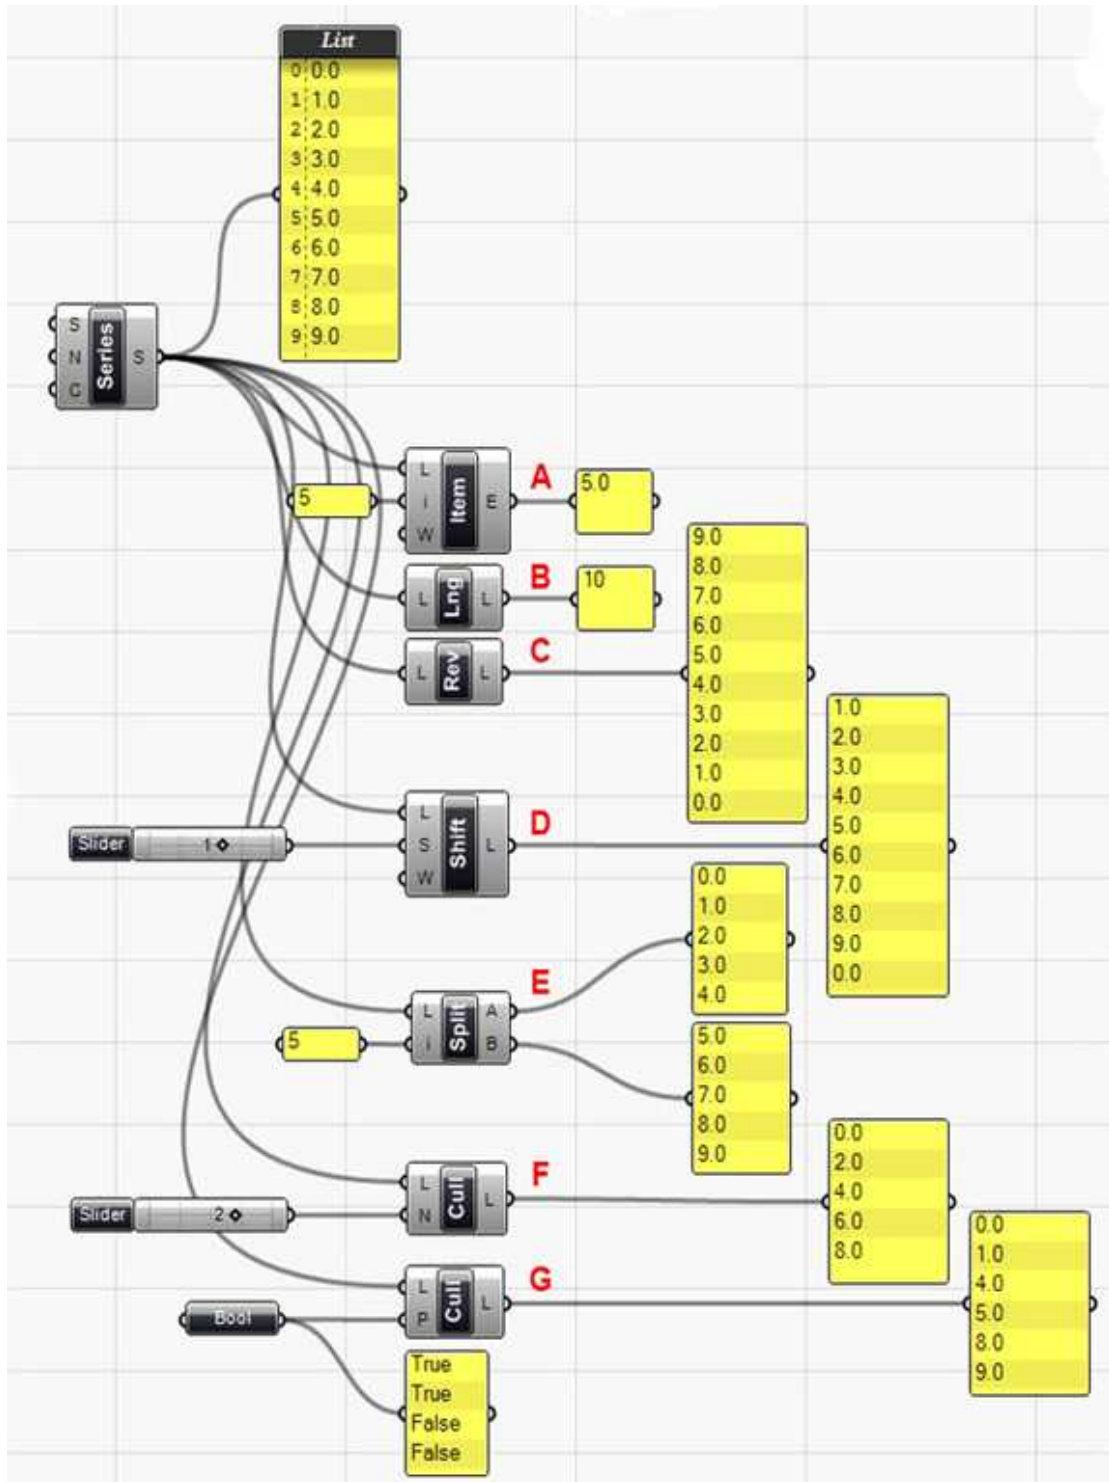 List
0 0.0
1 1.0
2 2.0
3 3.0
4 4.0
5 5.0
6 6.0
7 7.0
8 8.0
9 9.0
S
N
C
Series
S
L
i
W
Item
E
5
A
5.0
L
Lng
L
B
10
L
Rev
L
C
9.0
8.0
7.0
6.0
5.0
4.0
3.0
2.0
1.0
0.0
Slider
1
L
S
W
Shift
L
D
1.0
2.0
3.0
4.0
5.0
6.0
7.0
8.0
9.0
0.0
5
L
i
Split
A
B
E
0.0
1.0
2.0
3.0
4.0
5.0
6.0
7.0
8.0
9.0
Slider
2
L
N
Cull
L
F
0.0
2.0
4.0
6.0
8.0
Bool
L
P
Cull
L
G
0.0
1.0
4.0
5.0
8.0
9.0
True
True
False
False